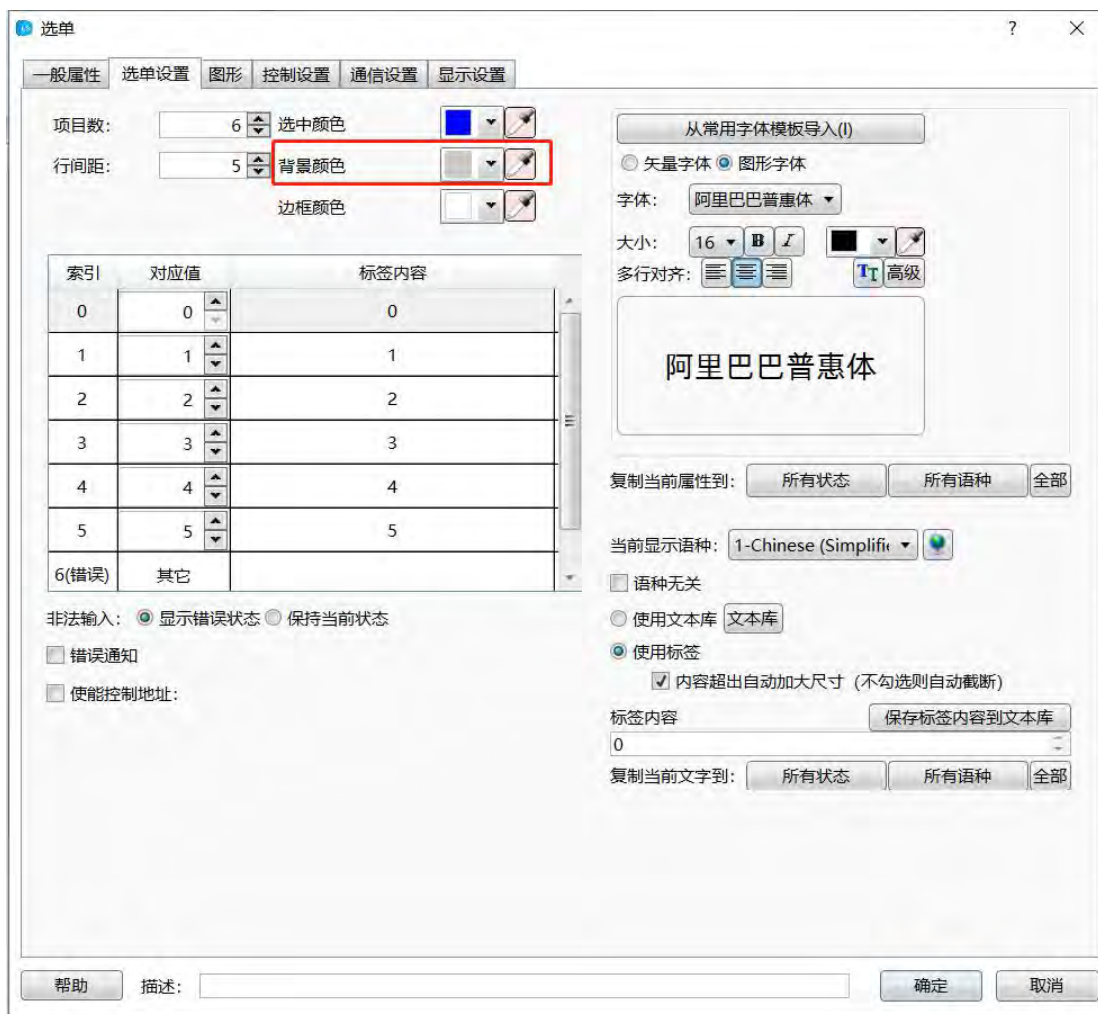 选单
一般属性 选单设置 图形 控制设置 通信设置 显示设置
项目数： 6 选中颜色
行间距： 5 背景颜色
边框颜色
索引 对应值 标签内容
0 0 0
1 1 1
2 2 2
3 3 3
4 4 4
5 5 5
6(错误) 其它
非法输入： 显示错误状态 保持当前状态
错误通知
使能控制地址：
从常用字体模板导入(I)
矢量字体 图形字体
字体： 阿里巴巴普惠体
大小： 16 B I
多行对齐： TT 高级
阿里巴巴普惠体
复制当前属性到： 所有状态 所有语种 全部
当前显示语种： 1-Chinese (Simplifi
语种无关
使用文本库 文本库
使用标签
内容超出自动加大尺寸 (不勾选则自动截断)
标签内容 保存标签内容到文本库
0
复制当前文字到： 所有状态 所有语种 全部
帮助 描述： 确定 取消